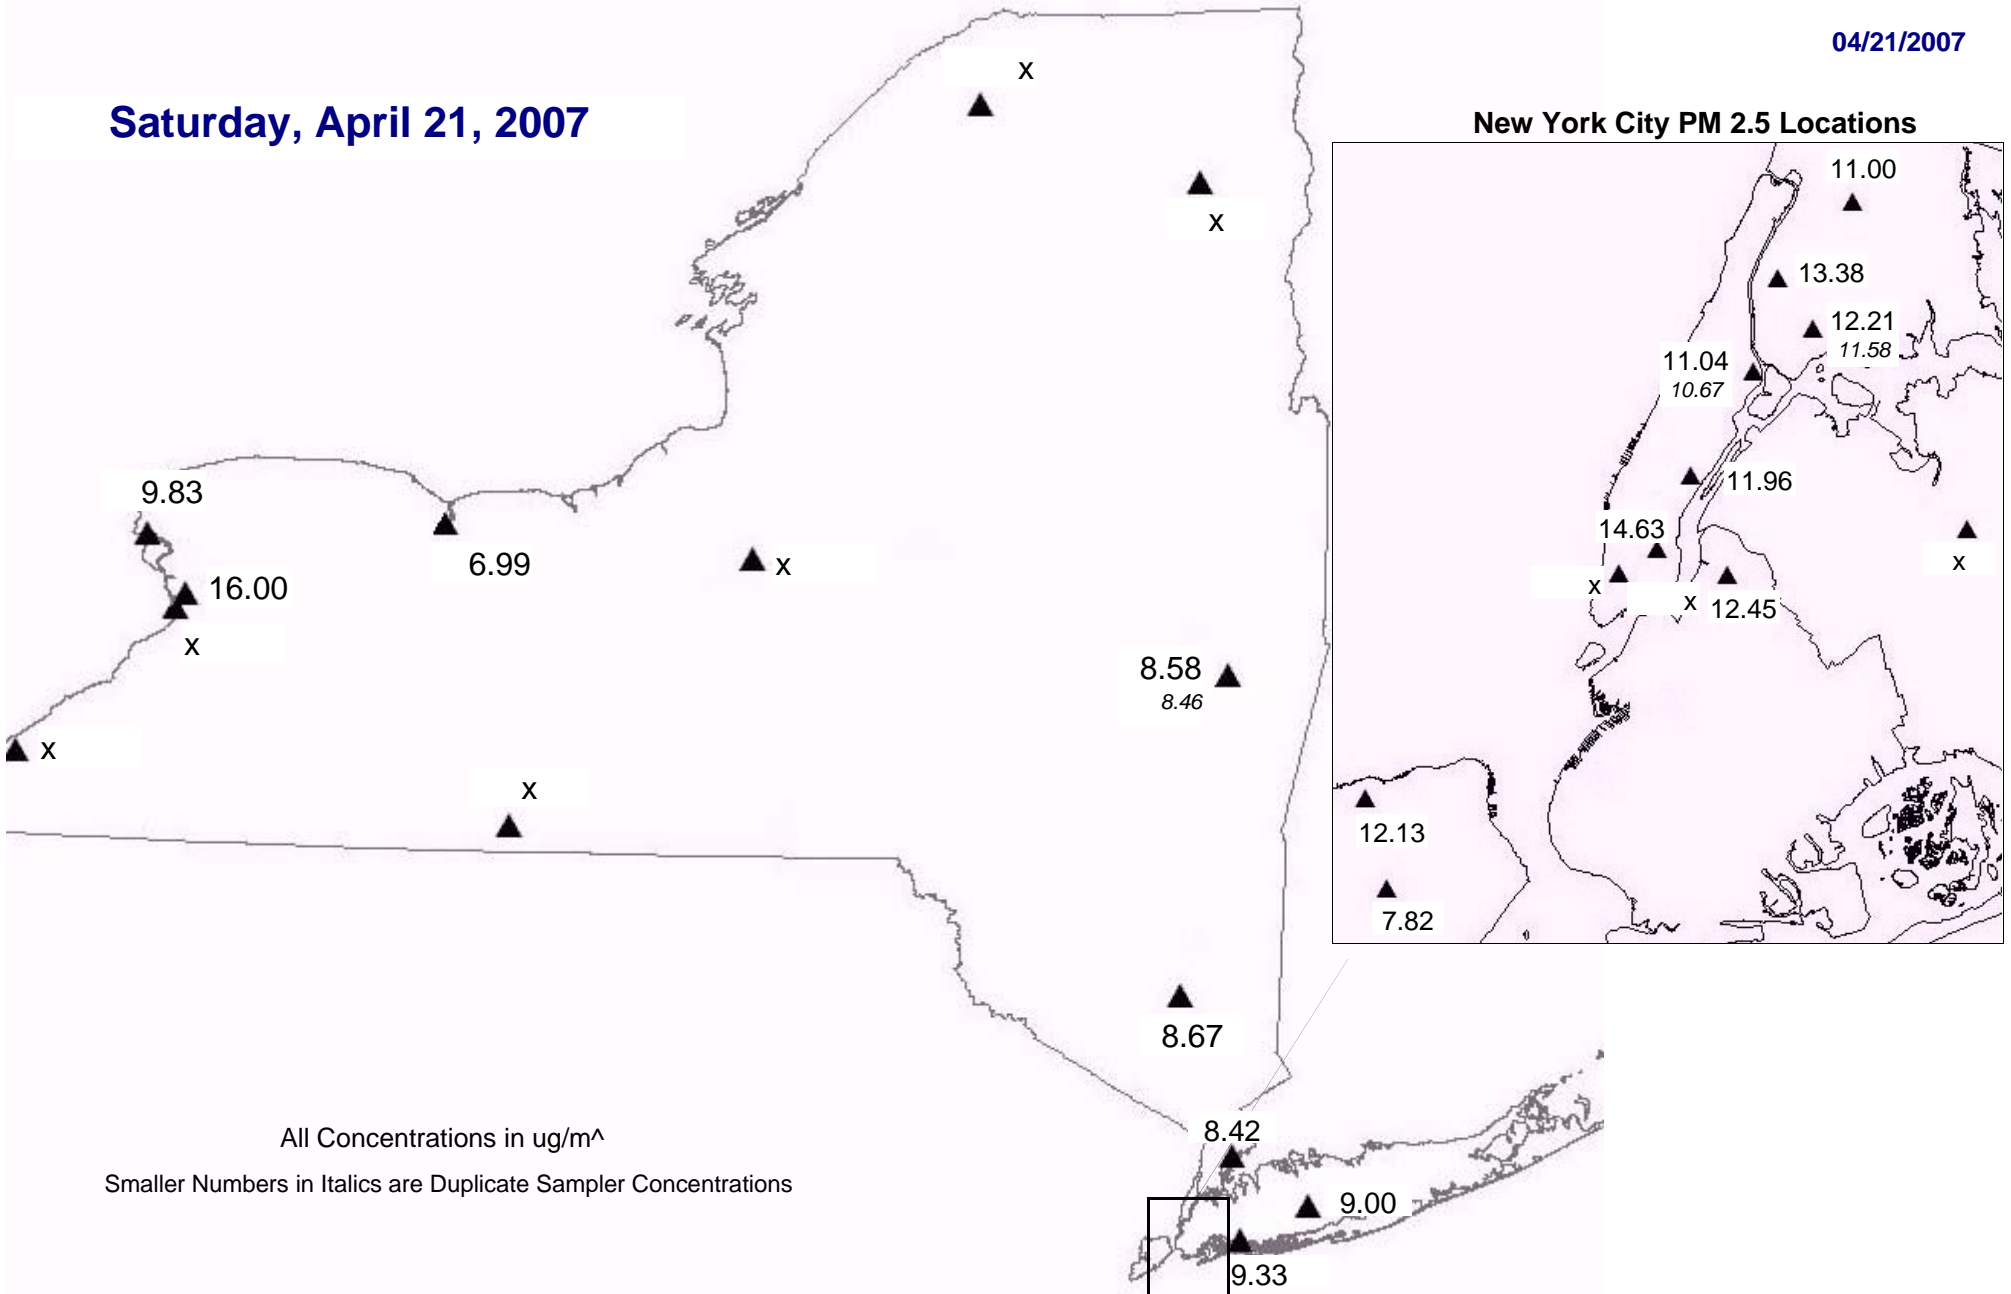 04/21/2007
Saturday, April 21, 2007
x
x
9.83
6.99
x
16.00
x
8.58
8.46
x
x
8.67
8.42
9.00
9.33
All Concentrations in ug/m^
Smaller Numbers in Italics are Duplicate Sampler Concentrations
New York City PM 2.5 Locations
11.00
13.38
12.21
11.58
11.04
10.67
11.96
14.63
x
x
x
12.45
12.13
7.82